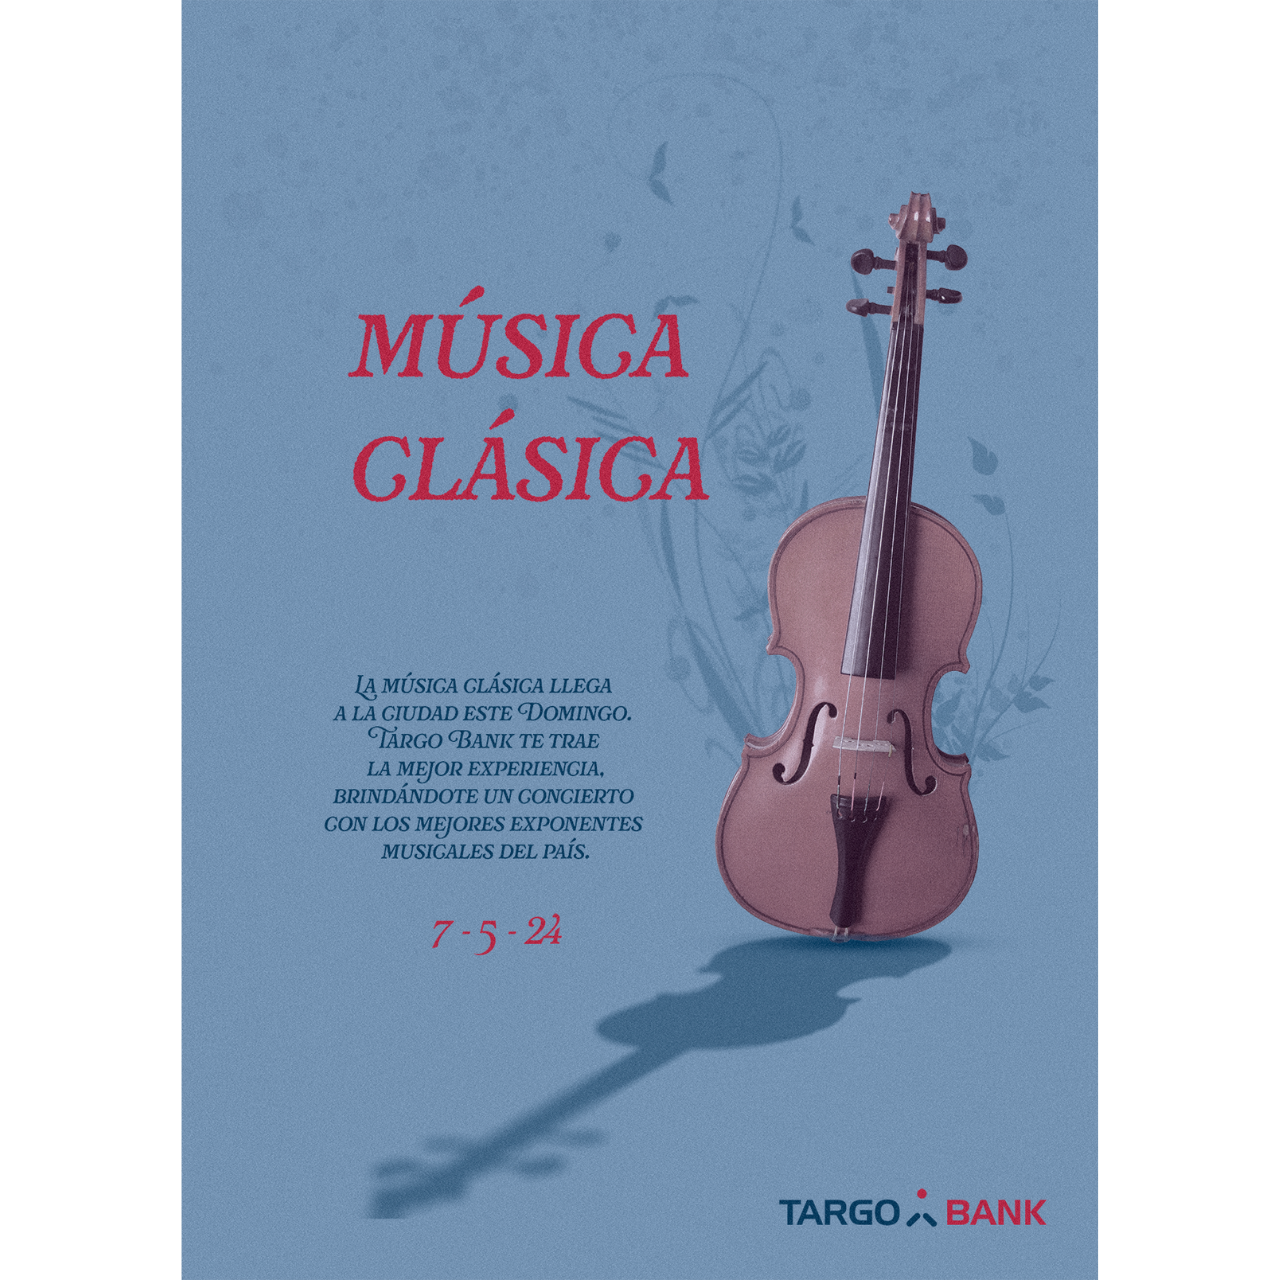 MÚSICA
CLÁSICA
LA MÚSICA CLÁSICA LLEGA
A LA CIUDAD ESTE DOMINGO.
TARGO BANK TE TRAE
LA MEJOR EXPERIENCIA,
BRINDÁNDOTE UN CONCIERTO
CON LOS MEJORES EXPONENTES
MUSICALES DEL PAÍS.
7 - 5 - 24
TARGO BANK